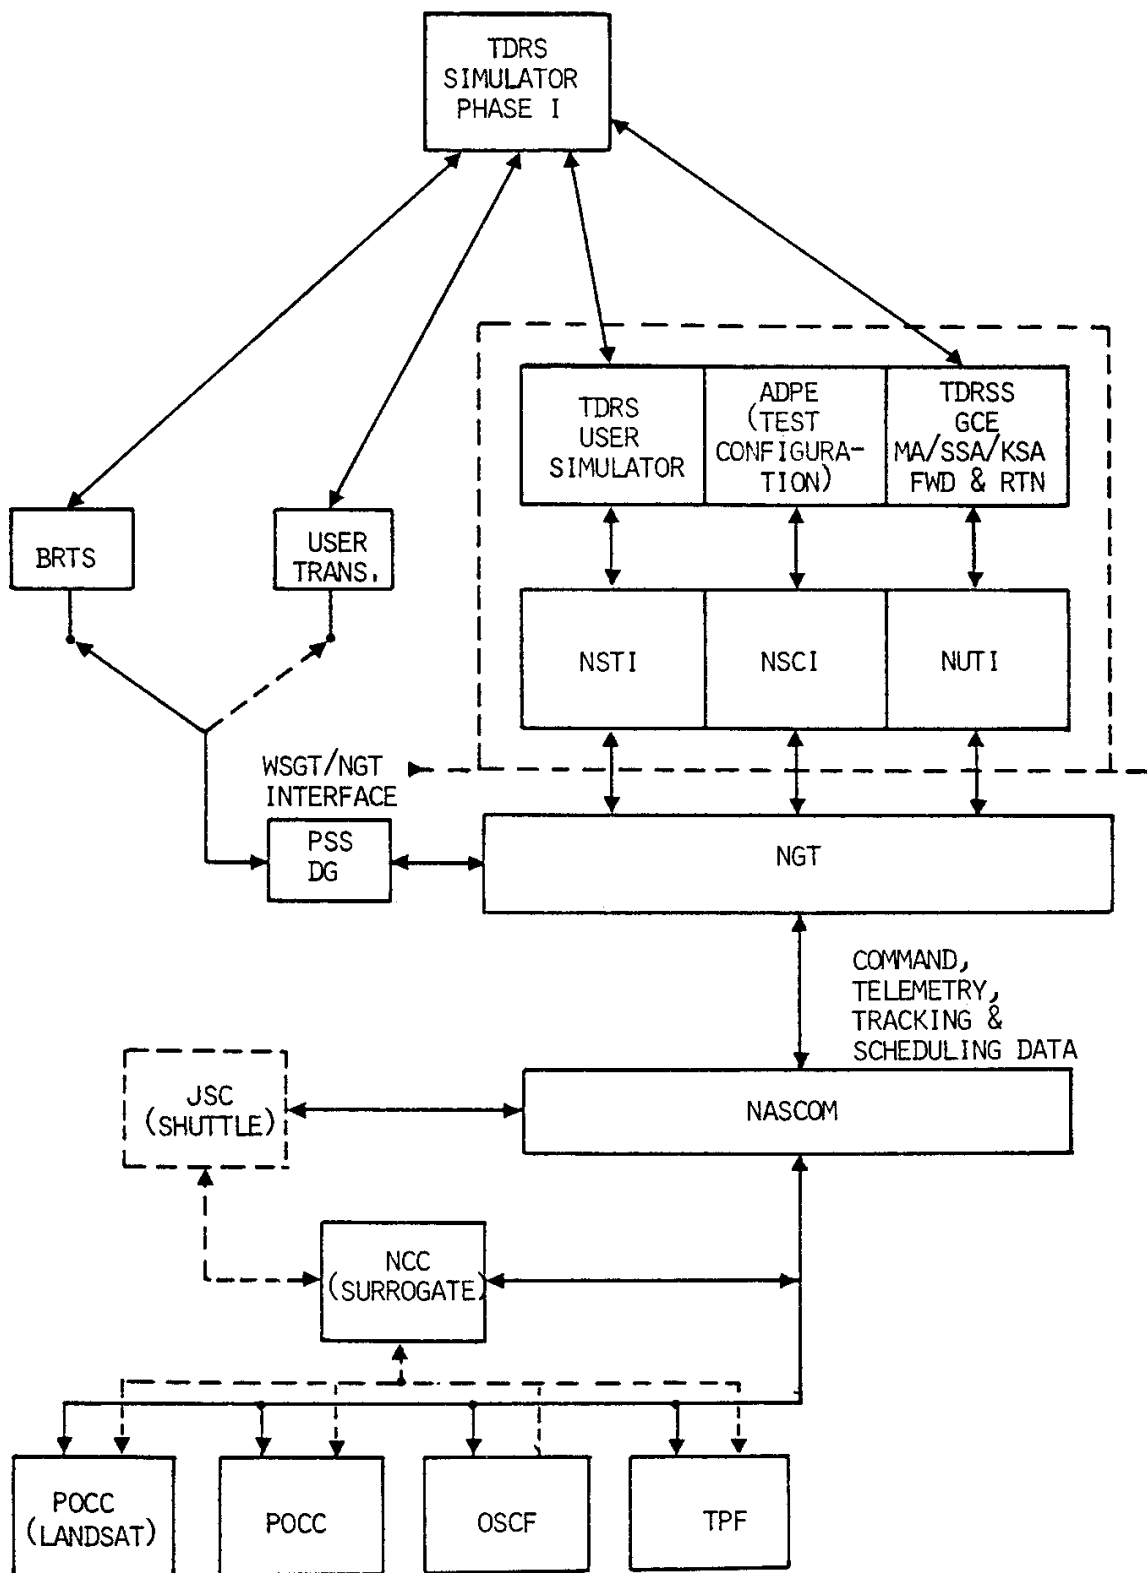 TDRS
SIMULATOR
PHASE I
TDRS
USER
SIMULATOR
ADPE
(TEST
CONFIGURA-
TION)
TDRSS
GCE
MA/SSA/KSA
FWD & RTN
BRTS
USER
TRANS.
NSTI
NSCI
NUTI
WSGT/NGT
INTERFACE
PSS
DG
NGT
COMMAND,
TELEMETRY,
TRACKING &
SCHEDULING DATA
JSC
(SHUTTLE)
NASCOM
NCC
(SURROGATE)
POCC
(LANDSAT)
POCC
OSCF
TPF